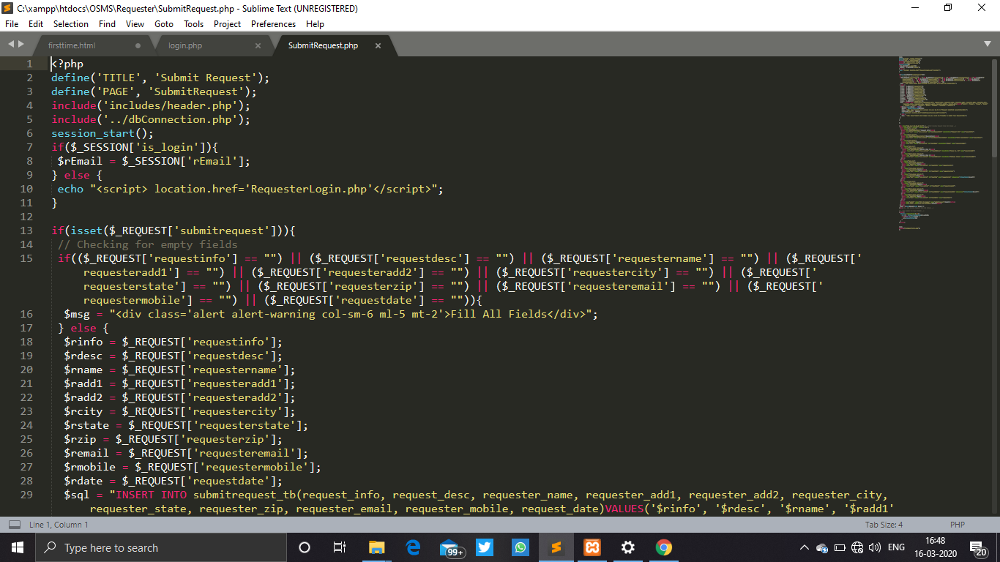 C:\xampp\htdocs\OSMS\Requester\SubmitRequest.php - Sublime Text (UNREGISTERED)
File Edit Selection Find View Goto Tools Project Preferences Help
firsttime.html login.php SubmitRequest.php
1 <?php
2 define('TITLE', 'Submit Request');
3 define('PAGE', 'SubmitRequest');
4 include('includes/header.php');
5 include('../dbConnection.php');
6 session_start();
7 if($_SESSION['is_login']){
8 $rEmail = $_SESSION['rEmail'];
9 } else {
10 echo "<script> location.href='RequesterLogin.php'</script>";
11 }
12
13 if(isset($_REQUEST['submitrequest'])){
14 // Checking for empty fields
15 if(($_REQUEST['requestinfo'] == "") || ($_REQUEST['requestdesc'] == "") || ($_REQUEST['requestername'] == "") || ($_REQUEST['
requesteradd1'] == "") || ($_REQUEST['requesteradd2'] == "") || ($_REQUEST['requestercity'] == "") || ($_REQUEST['
requesterstate'] == "") || ($_REQUEST['requesterzip'] == "") || ($_REQUEST['requesteremail'] == "") || ($_REQUEST['
requestermobile'] == "") || ($_REQUEST['requestdate'] == "")){
16 $msg = "<div class='alert alert-warning col-sm-6 ml-5 mt-2'>Fill All Fields</div>";
17 } else {
18 $rinfo = $_REQUEST['requestinfo'];
19 $rdesc = $_REQUEST['requestdesc'];
20 $rname = $_REQUEST['requestername'];
21 $radd1 = $_REQUEST['requesteradd1'];
22 $radd2 = $_REQUEST['requesteradd2'];
23 $rcity = $_REQUEST['requestercity'];
24 $rstate = $_REQUEST['requesterstate'];
25 $rzip = $_REQUEST['requesterzip'];
26 $remail = $_REQUEST['requesteremail'];
27 $rmobile = $_REQUEST['requestermobile'];
28 $rdate = $_REQUEST['requestdate'];
29 $sql = "INSERT INTO submitrequest_tb(request_info, request_desc, requester_name, requester_add1, requester_add2, requester_city,
requester_state, requester_zip, requester_email, requester_mobile, request_date)VALUES('$rinfo', '$rdesc', '$rname', '$radd1'
Line 1, Column 1 Tab Size: 4 PHP
Type here to search 99+ ENG 16:48
16-03-2020 20